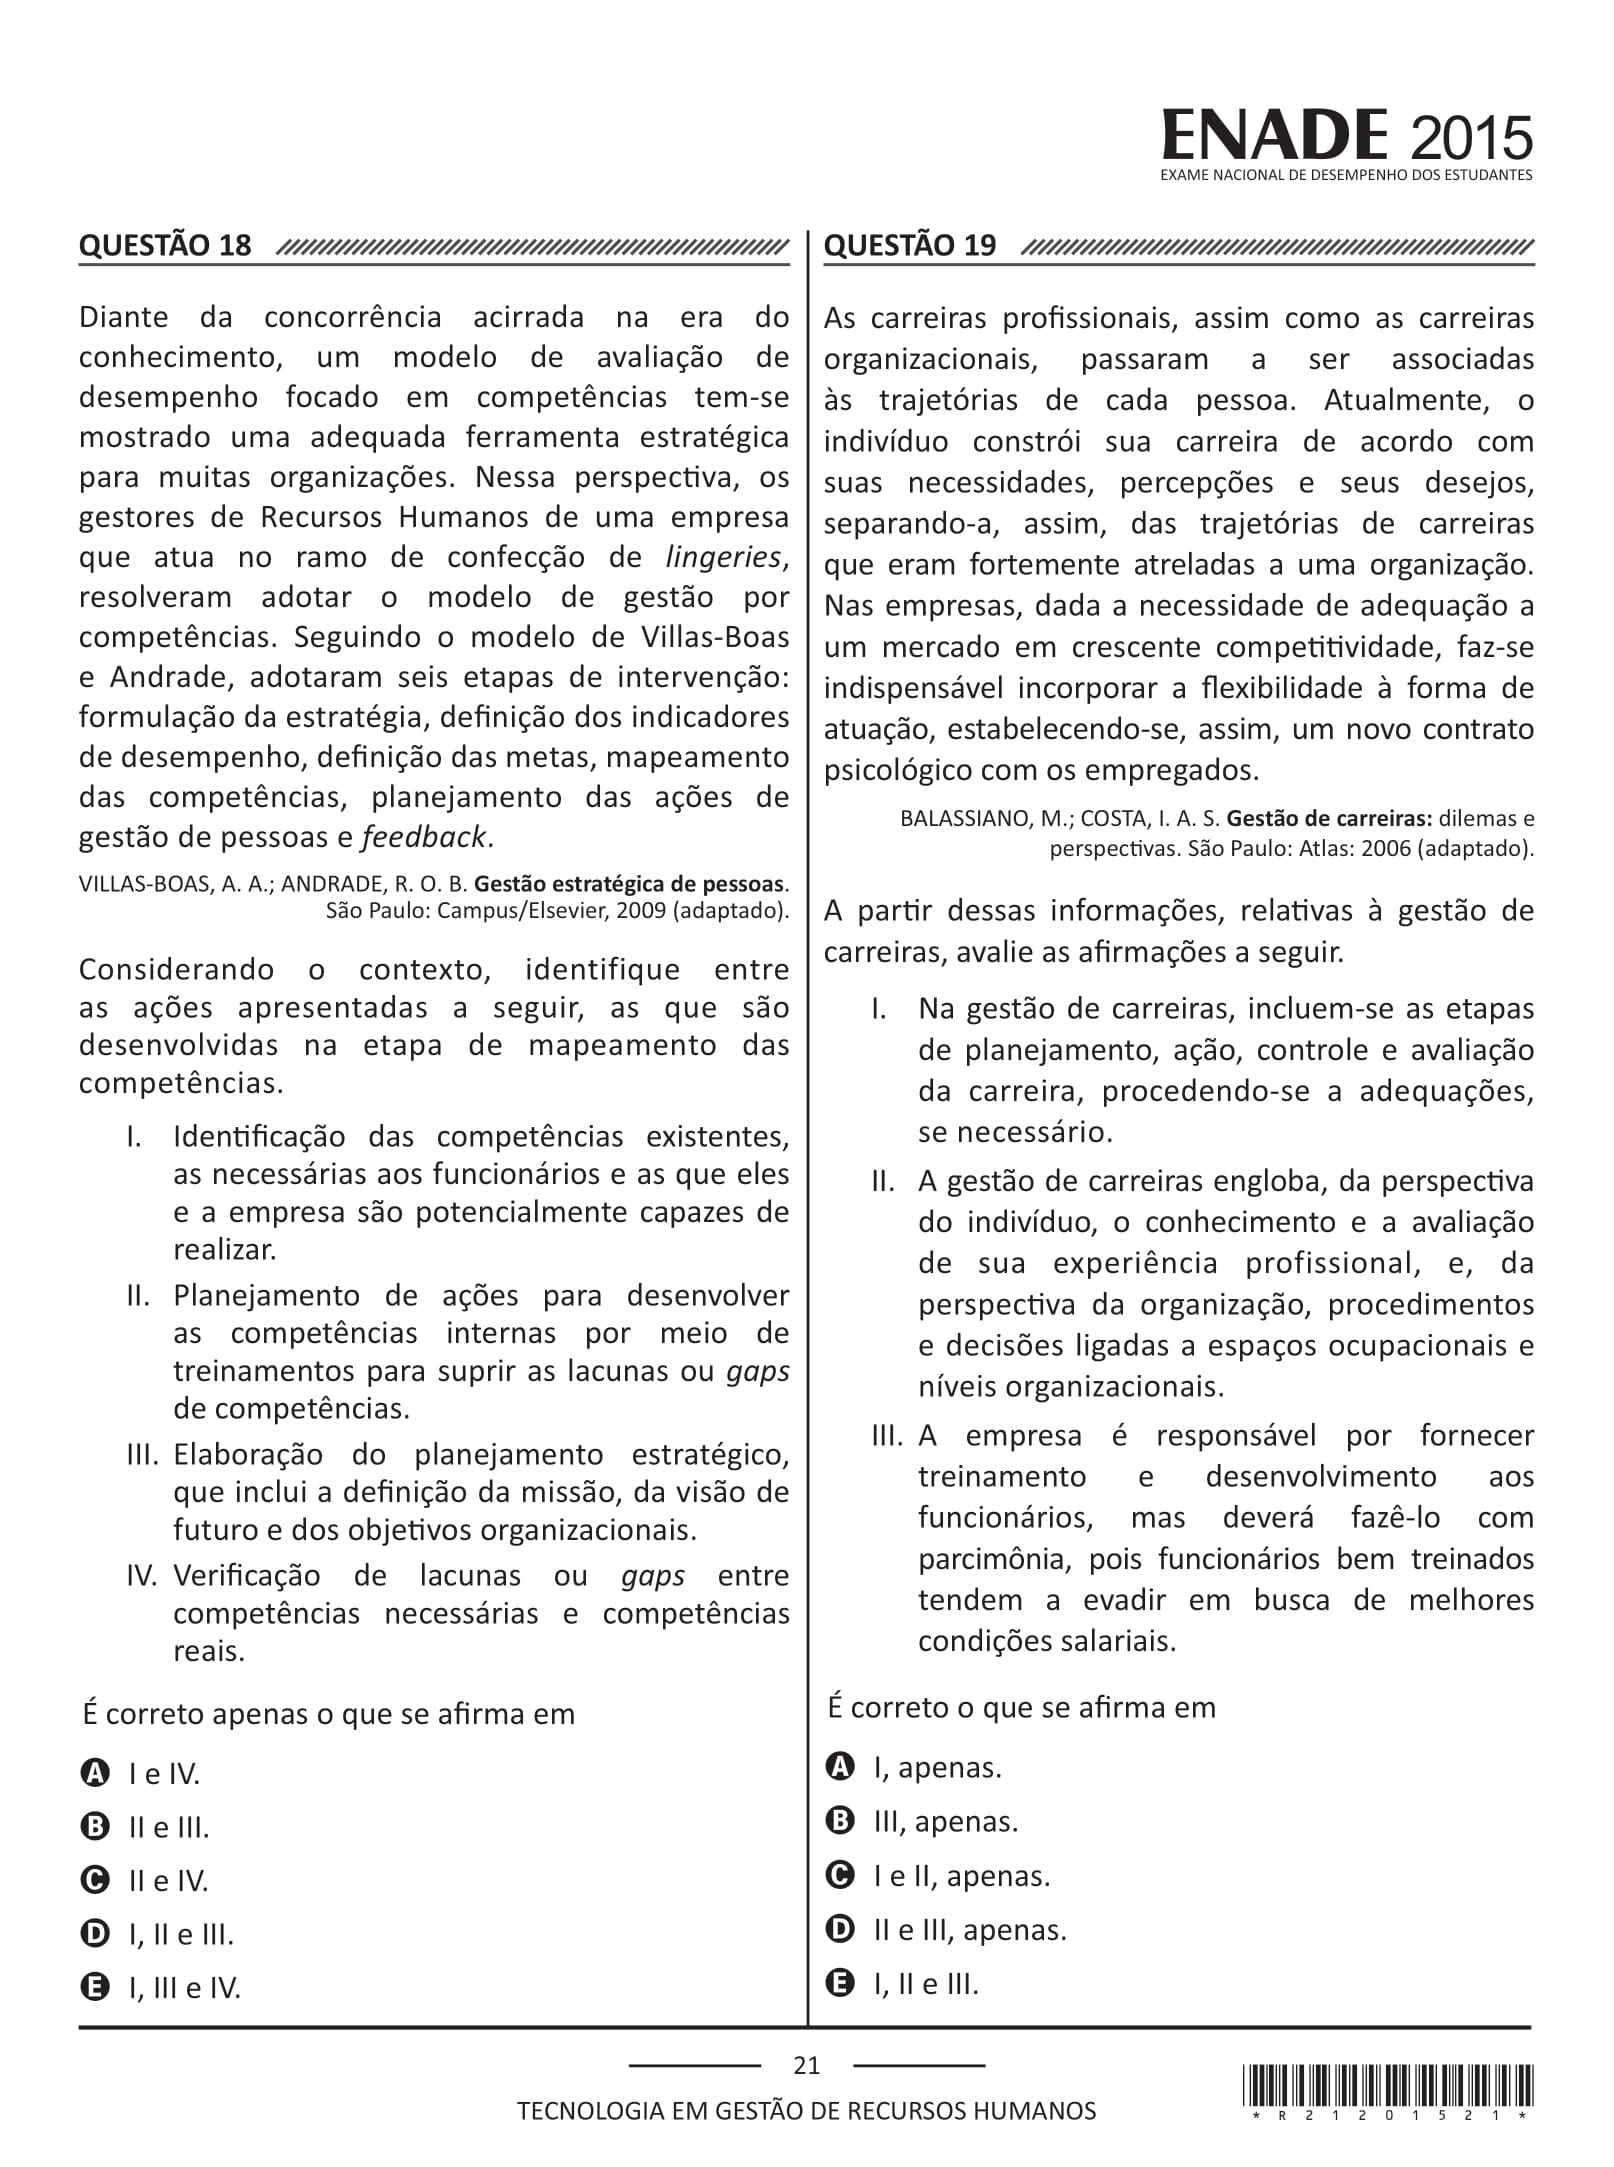 ENADE 2015
EXAME NACIONAL DE DESEMPENHO DOS ESTUDANTES
QUESTÃO 18
Diante da concorrência acirrada na era do
conhecimento, um modelo de avaliação de
desempenho focado em competências tem-se
mostrado uma adequada ferramenta estratégica
para muitas organizações. Nessa perspectiva, os
gestores de Recursos Humanos de uma empresa
que atua no ramo de confecção de lingeries,
resolveram adotar o modelo de gestão por
competências. Seguindo o modelo de Villas-Boas
e Andrade, adotaram seis etapas de intervenção:
formulação da estratégia, definição dos indicadores
de desempenho, definição das metas, mapeamento
das competências, planejamento das ações de
gestão de pessoas e feedback.
VILLAS-BOAS, A. A.; ANDRADE, R. O. B. Gestão estratégica de pessoas.
São Paulo: Campus/Elsevier, 2009 (adaptado).
Considerando o contexto, identifique entre
as ações apresentadas a seguir, as que são
desenvolvidas na etapa de mapeamento das
competências.
I. Identificação das competências existentes,
as necessárias aos funcionários e as que eles
e a empresa são potencialmente capazes de
realizar.
II. Planejamento de ações para desenvolver
as competências internas por meio de
treinamentos para suprir as lacunas ou gaps
de competências.
III. Elaboração do planejamento estratégico,
que inclui a definição da missão, da visão de
futuro e dos objetivos organizacionais.
IV. Verificação de lacunas ou gaps entre
competências necessárias e competências
reais.
É correto apenas o que se afirma em
A I e IV.
B II e III.
C II e IV.
D I, II e III.
E I, III e IV.
QUESTÃO 19
As carreiras profissionais, assim como as carreiras
organizacionais, passaram a ser associadas
às trajetórias de cada pessoa. Atualmente, o
indivíduo constrói sua carreira de acordo com
suas necessidades, percepções e seus desejos,
separando-a, assim, das trajetórias de carreiras
que eram fortemente atreladas a uma organização.
Nas empresas, dada a necessidade de adequação a
um mercado em crescente competitividade, faz-se
indispensável incorporar a flexibilidade à forma de
atuação, estabelecendo-se, assim, um novo contrato
psicológico com os empregados.
BALASSIANO, M.; COSTA, I. A. S. Gestão de carreiras: dilemas e
perspectivas. São Paulo: Atlas: 2006 (adaptado).
A partir dessas informações, relativas à gestão de
carreiras, avalie as afirmações a seguir.
I. Na gestão de carreiras, incluem-se as etapas
de planejamento, ação, controle e avaliação
da carreira, procedendo-se a adequações,
se necessário.
II. A gestão de carreiras engloba, da perspectiva
do indivíduo, o conhecimento e a avaliação
de sua experiência profissional, e, da
perspectiva da organização, procedimentos
e decisões ligadas a espaços ocupacionais e
níveis organizacionais.
III. A empresa é responsável por fornecer
treinamento e desenvolvimento aos
funcionários, mas deverá fazê-lo com
parcimônia, pois funcionários bem treinados
tendem a evadir em busca de melhores
condições salariais.
É correto o que se afirma em
A I, apenas.
B III, apenas.
C I e II, apenas.
D II e III, apenas.
E I, II e III.
21
TECNOLOGIA EM GESTÃO DE RECURSOS HUMANOS
* R 2 1 2 0 1 5 2 1 *